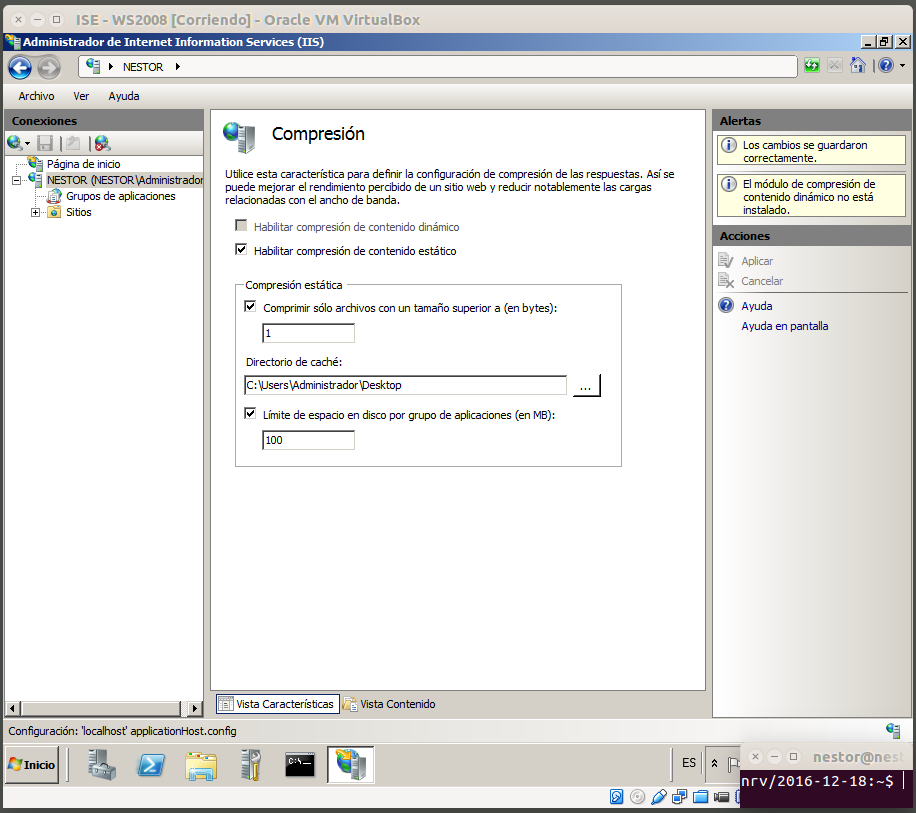 ISE - WS2008 [Corriendo] - Oracle VM VirtualBox
Administrador de Internet Information Services (IIS)
NESTOR
Archivo Ver Ayuda
Conexiones
Página de inicio
NESTOR (NESTOR\Administrador
Grupos de aplicaciones
Sitios
Compresión
Utilice esta característica para definir la configuración de compresión de las respuestas. Así se
puede mejorar el rendimiento percibido de un sitio web y reducir notablemente las cargas
relacionadas con el ancho de banda.
Habilitar compresión de contenido dinámico
Habilitar compresión de contenido estático
Compresión estática
Comprimir sólo archivos con un tamaño superior a (en bytes):
1
Directorio de caché:
C:\Users\Administrador\Desktop
...
Límite de espacio en disco por grupo de aplicaciones (en MB):
100
Vista Características Vista Contenido
Alertas
Los cambios se guardaron
correctamente.
El módulo de compresión de
contenido dinámico no está
instalado.
Acciones
Aplicar
Cancelar
Ayuda
Ayuda en pantalla
Configuración: 'localhost' applicationHost.config
Inicio
C:\_
ES
nestor@nes
nrv/2016-12-18:~$